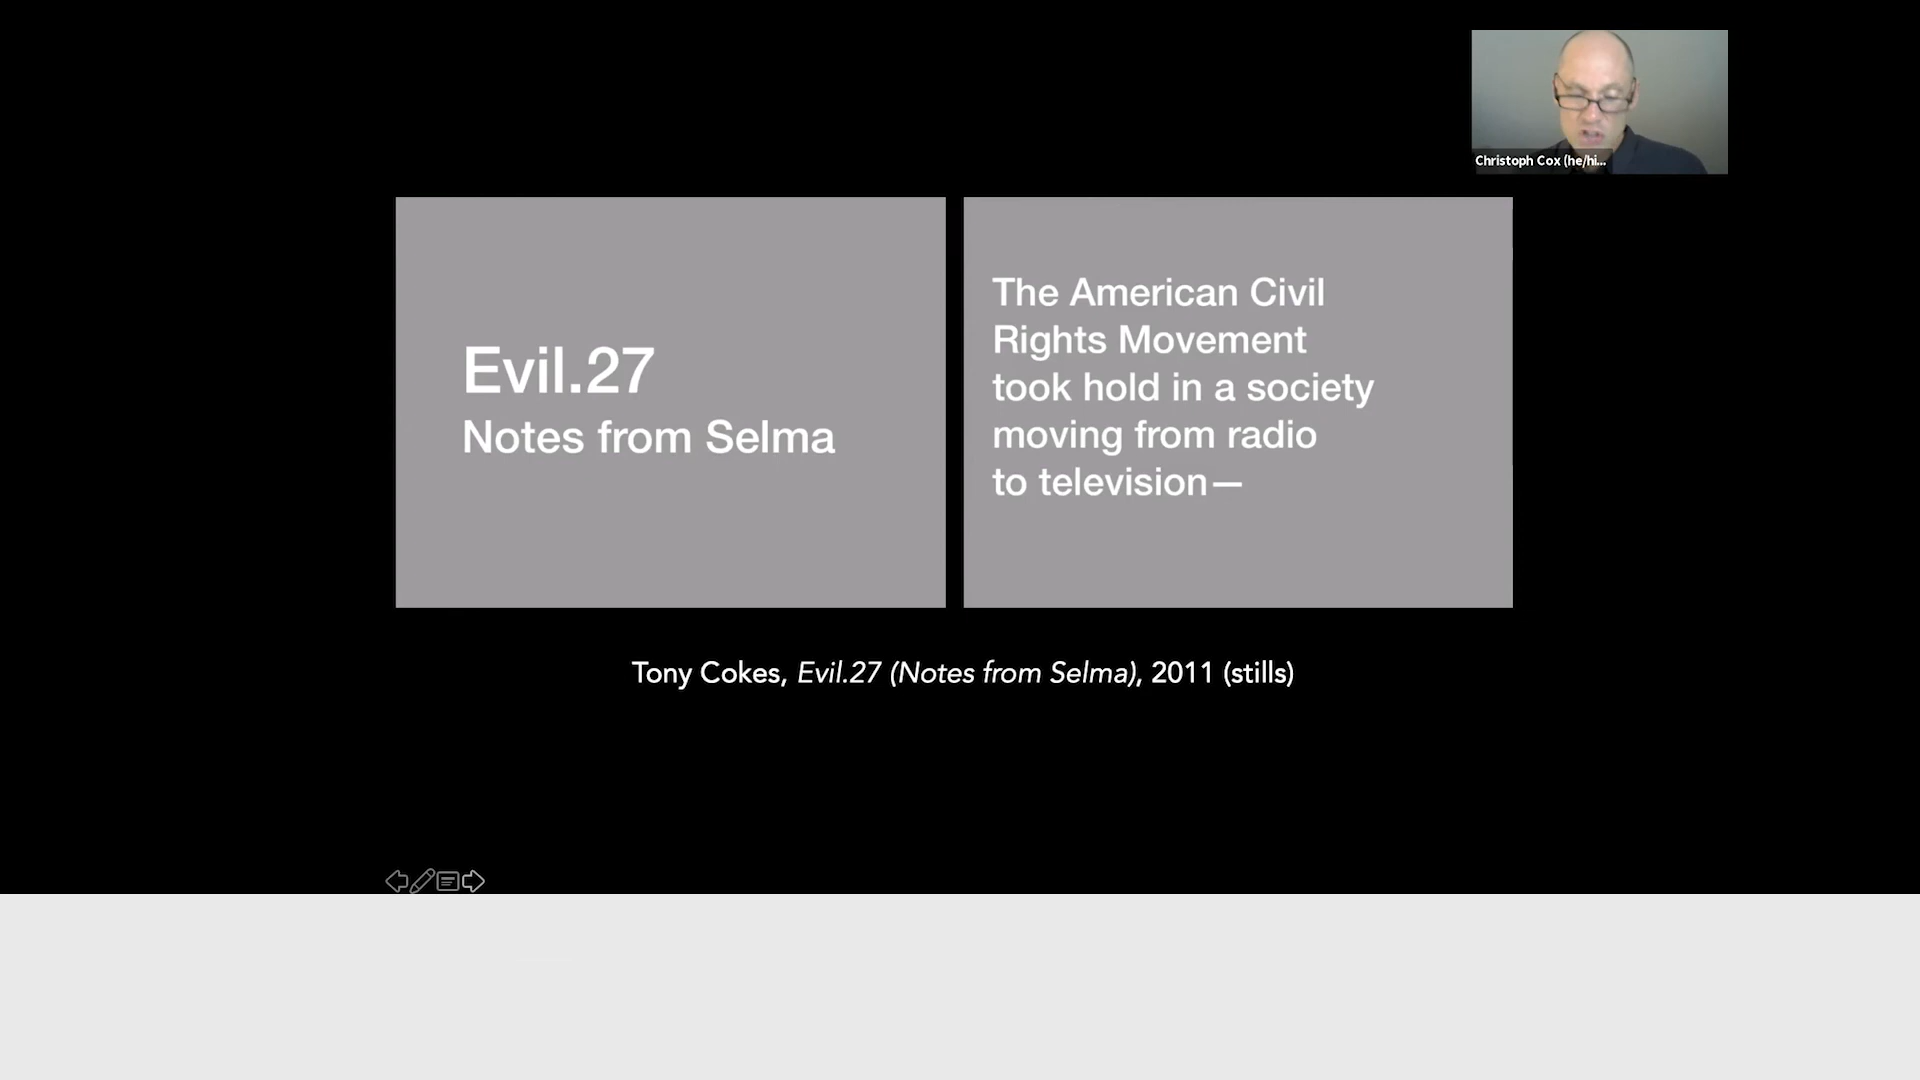 Christoph Cox (he/hi...
Evil.27
Notes from Selma
The American Civil
Rights Movement
took hold in a society
moving from radio
to television—
Tony Cokes, Evil.27 (Notes from Selma), 2011 (stills)